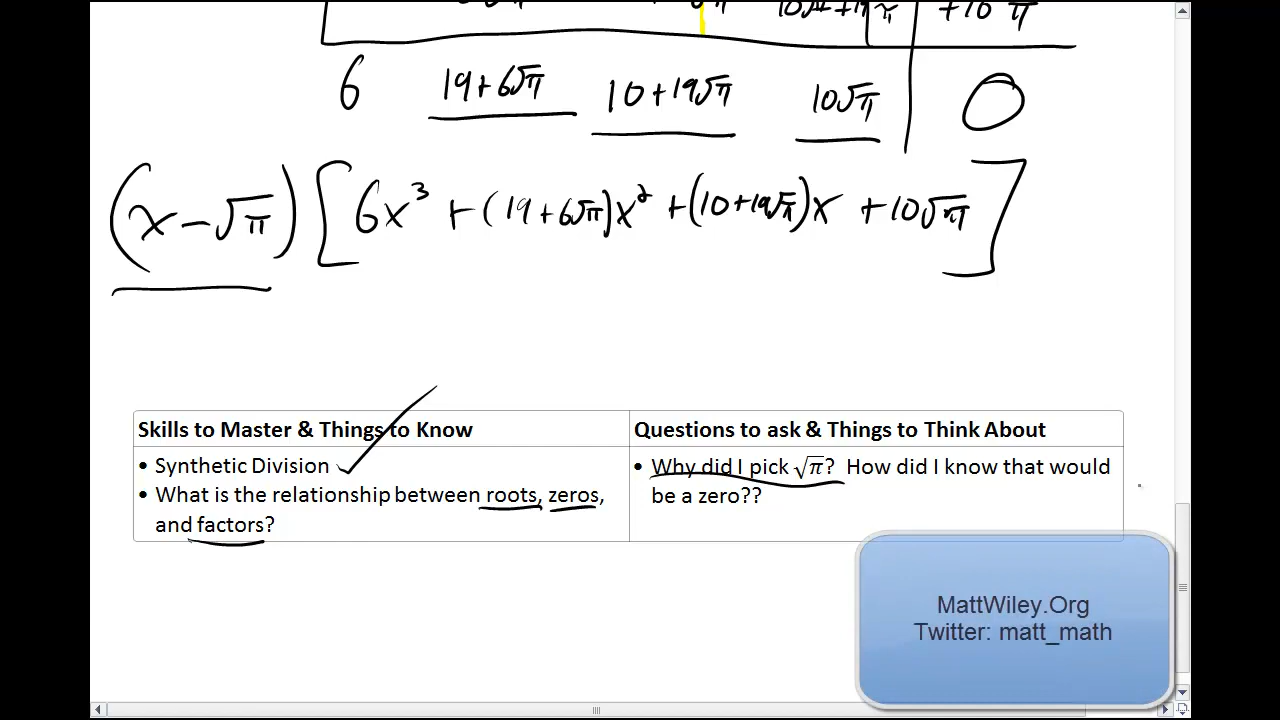 6 19+6√π 10+19√π 10√π 0
(x-√π)[6x³+(19+6√π)x²+(10+19√π)x+10√π]
Skills to Master & Things to Know
• Synthetic Division
• What is the relationship between roots, zeros,
and factors?
Questions to ask & Things to Think About
• Why did I pick √π? How did I know that would
be a zero??
MattWiley.Org
Twitter: matt_math